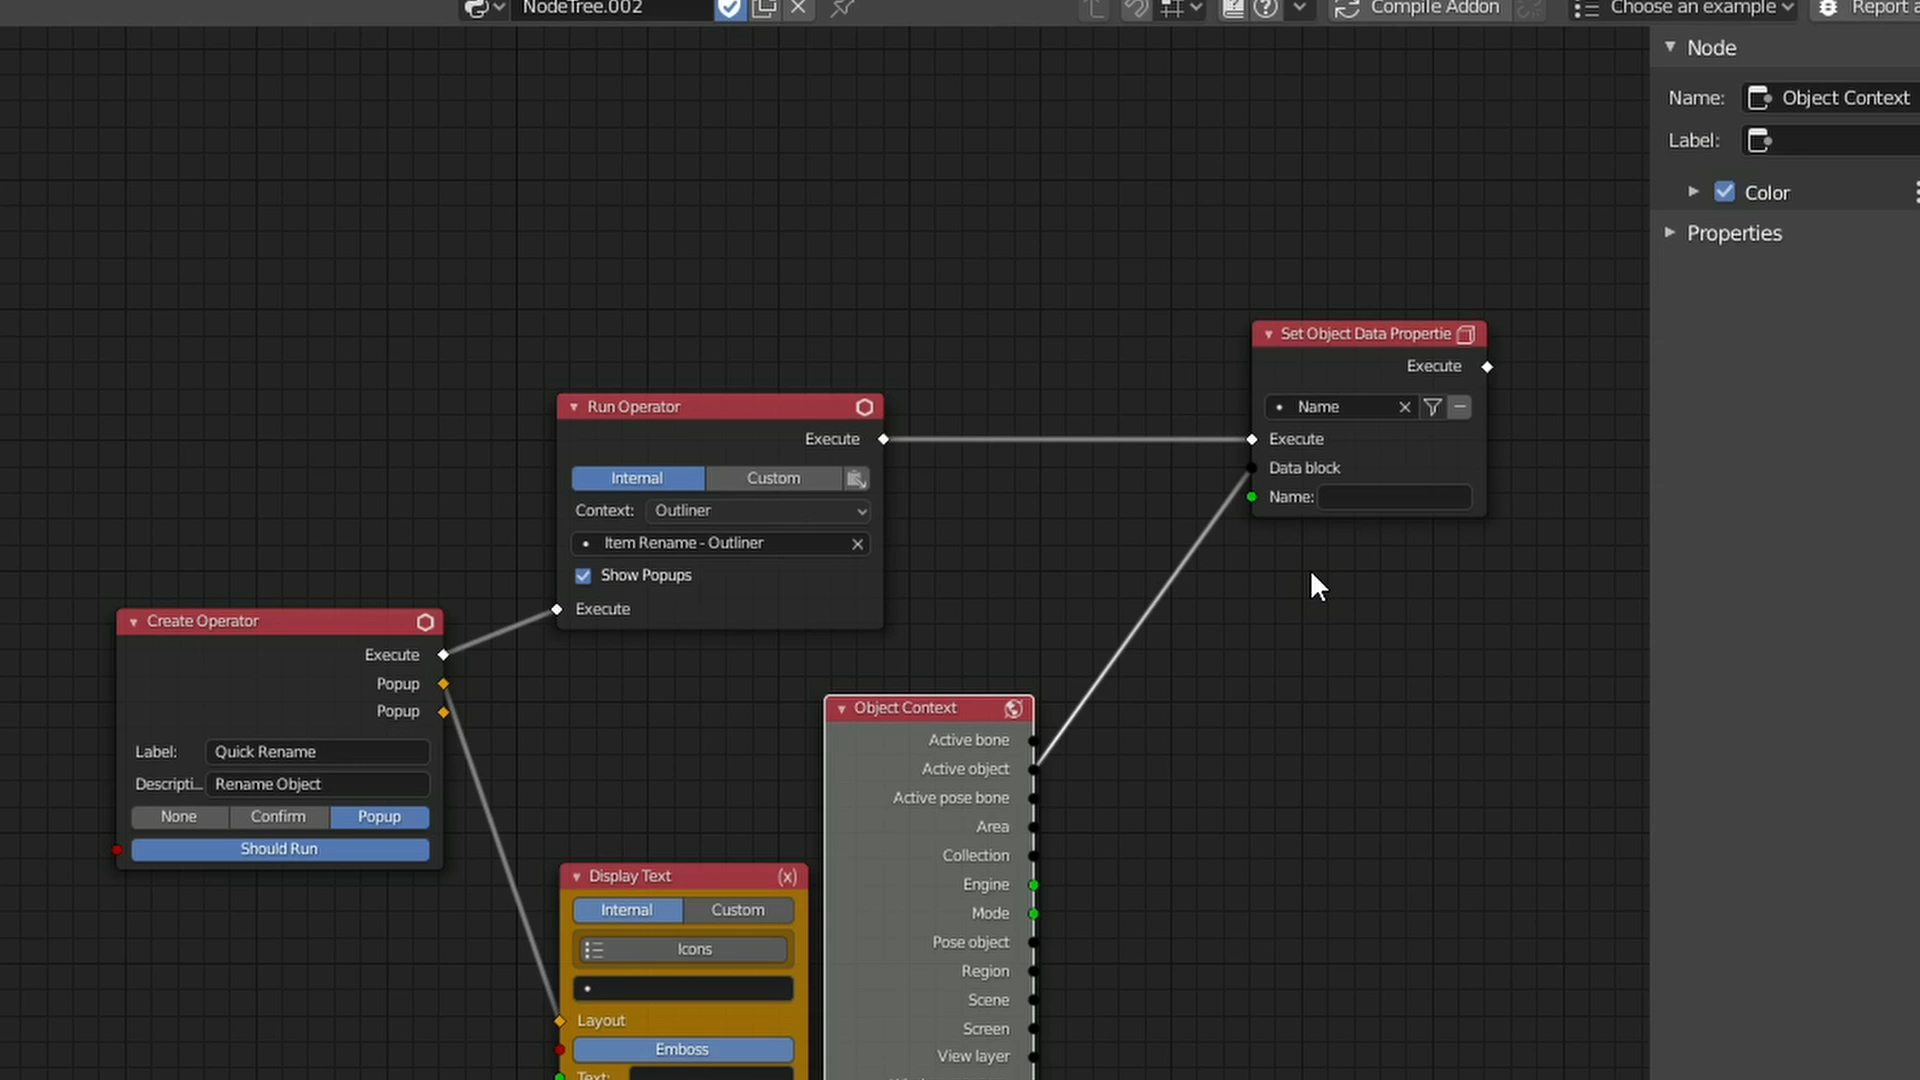 NodeTree.002
Compile Addon
Choose an example
Report a
Node
Name: Object Context
Label:
Color
Properties
Set Object Data Propertie
Execute
Name
Execute
Data block
Name:
Run Operator
Execute
Internal Custom
Context: Outliner
Item Rename - Outliner
Show Popups
Execute
Create Operator
Execute
Popup
Popup
Label: Quick Rename
Descripti... Rename Object
None Confirm Popup
Should Run
Object Context
Active bone
Active object
Active pose bone
Area
Collection
Engine
Mode
Pose object
Region
Scene
Screen
View layer
Display Text (x)
Internal Custom
Icons
Layout
Emboss
Text: